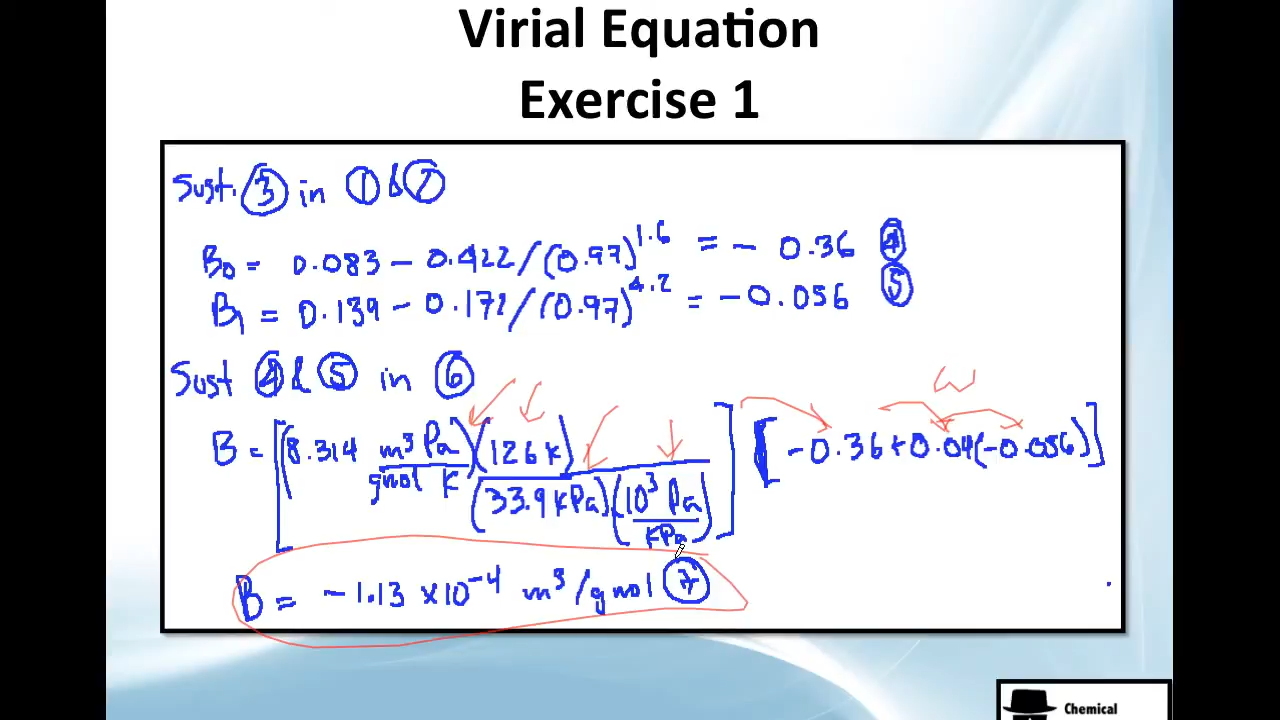 Virial Equation
Exercise 1
Sust. ③ in ① & ②
B₀ = 0.083 − 0.422/(0.97)^1.6 = − 0.36 ④
B₁ = 0.139 − 0.172/(0.97)^4.2 = −0.056 ⑤
Sust ④ & ⑤ in ⑥
ω
B = [(8.314 m³ Pa / gmol K)(126 K) / (33.9 kPa)(10³ Pa / kPa)] [−0.36 + 0.04(−0.056)]
B = −1.13 × 10⁻⁴ m³/gmol ⑦
Chemical